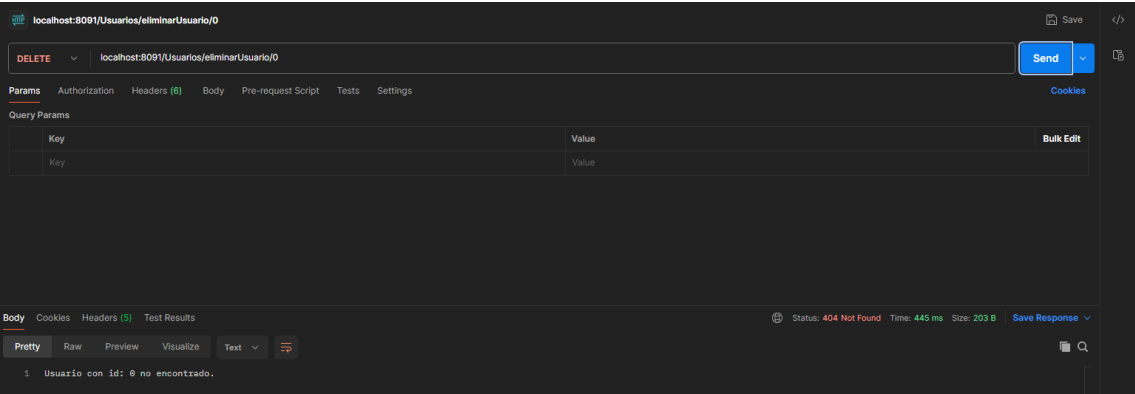 HTTP localhost:8091/Usuarios/eliminarUsuario/0 Save </>
DELETE localhost:8091/Usuarios/eliminarUsuario/0 Send
Params Authorization Headers (6) Body Pre-request Script Tests Settings Cookies
Query Params
Key Value Bulk Edit
Key Value
Body Cookies Headers (5) Test Results Status: 404 Not Found Time: 445 ms Size: 203 B Save Response
Pretty Raw Preview Visualize Text
1 Usuario con id: 0 no encontrado.